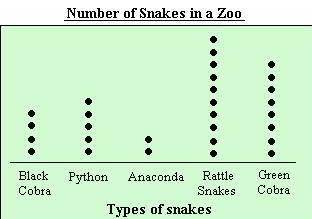 Number of Snakes in a Zoo
Black Cobra
Python
Anaconda
Rattle Snakes
Green Cobra
Types of snakes